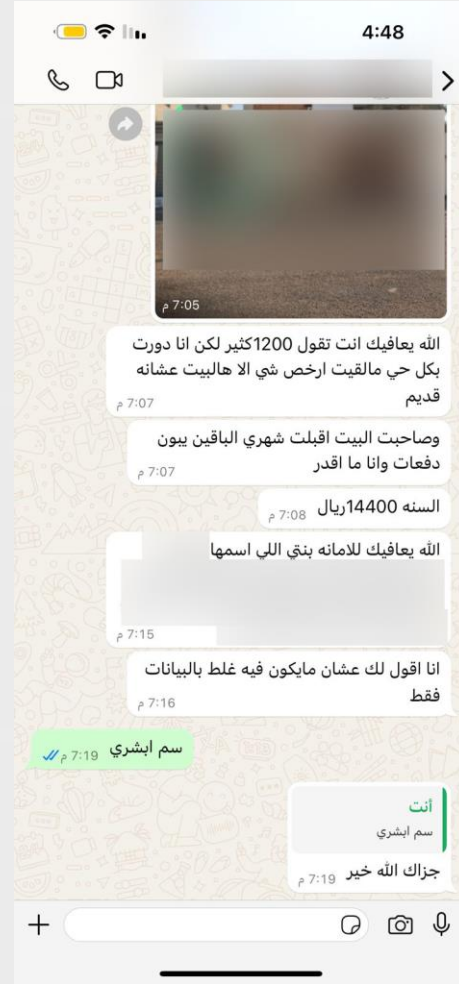 4:48
7:05 م
الله يعافيك انت تقول 1200كثير لكن انا دورت
بكل حي مالقيت ارخص شي الا هالبيت عشانه
قديم
7:07 م
وصاحبت البيت اقبلت شهري الباقين يبون
دفعات وانا ما اقدر
7:07 م
السنه 14400ريال
7:08 م
الله يعافيك للامانه بنتي اللي اسمها
7:15 م
انا اقول لك عشان مايكون فيه غلط بالبيانات
فقط
7:16 م
سم ابشري
7:19 م
أنت
سم ابشري
جزاك الله خير
7:19 م